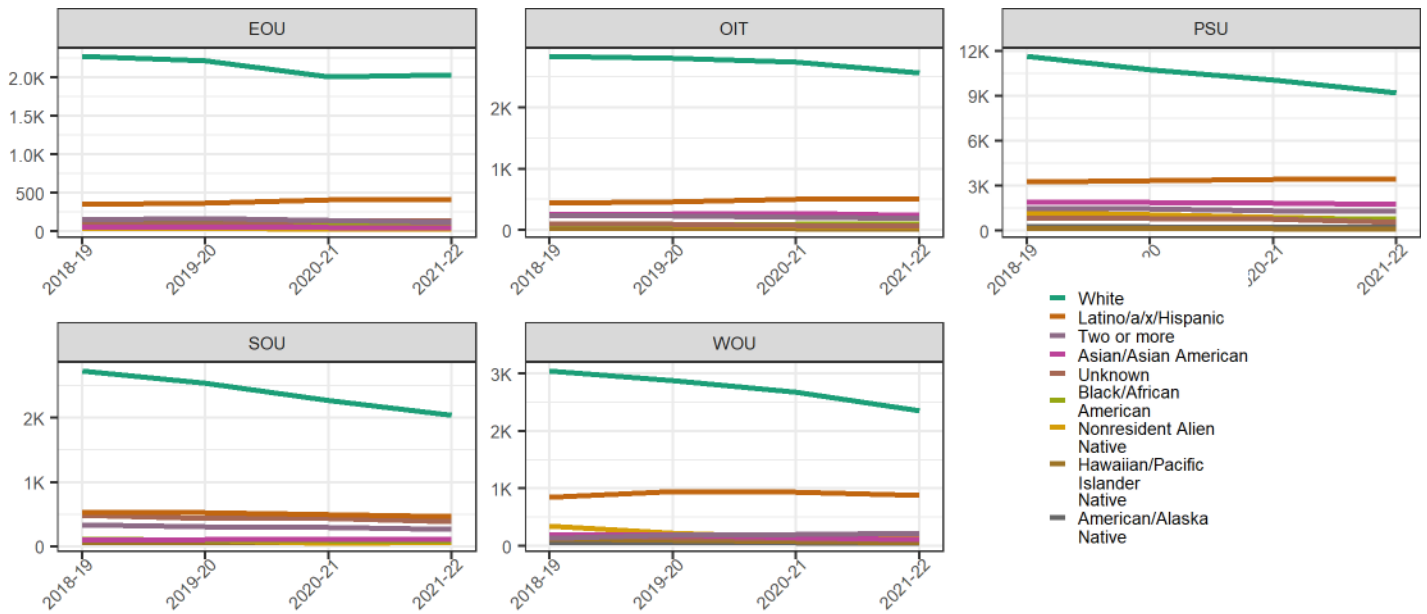 EOU
2.0K
1.5K
1.0K
500
0
2018-19
2019-20
2020-21
2021-22
OIT
2K
1K
0
2018-19
2019-20
2020-21
2021-22
PSU
12K
9K
6K
3K
0
2018-19
20
20-21
2021-22
SOU
2K
1K
0
2018-19
2019-20
2020-21
2021-22
WOU
3K
2K
1K
0
2018-19
2019-20
2020-21
2021-22
White
Latino/a/x/Hispanic
Two or more
Asian/Asian American
Unknown
Black/African
American
Nonresident Alien
Native
Hawaiian/Pacific
Islander
Native
American/Alaska
Native